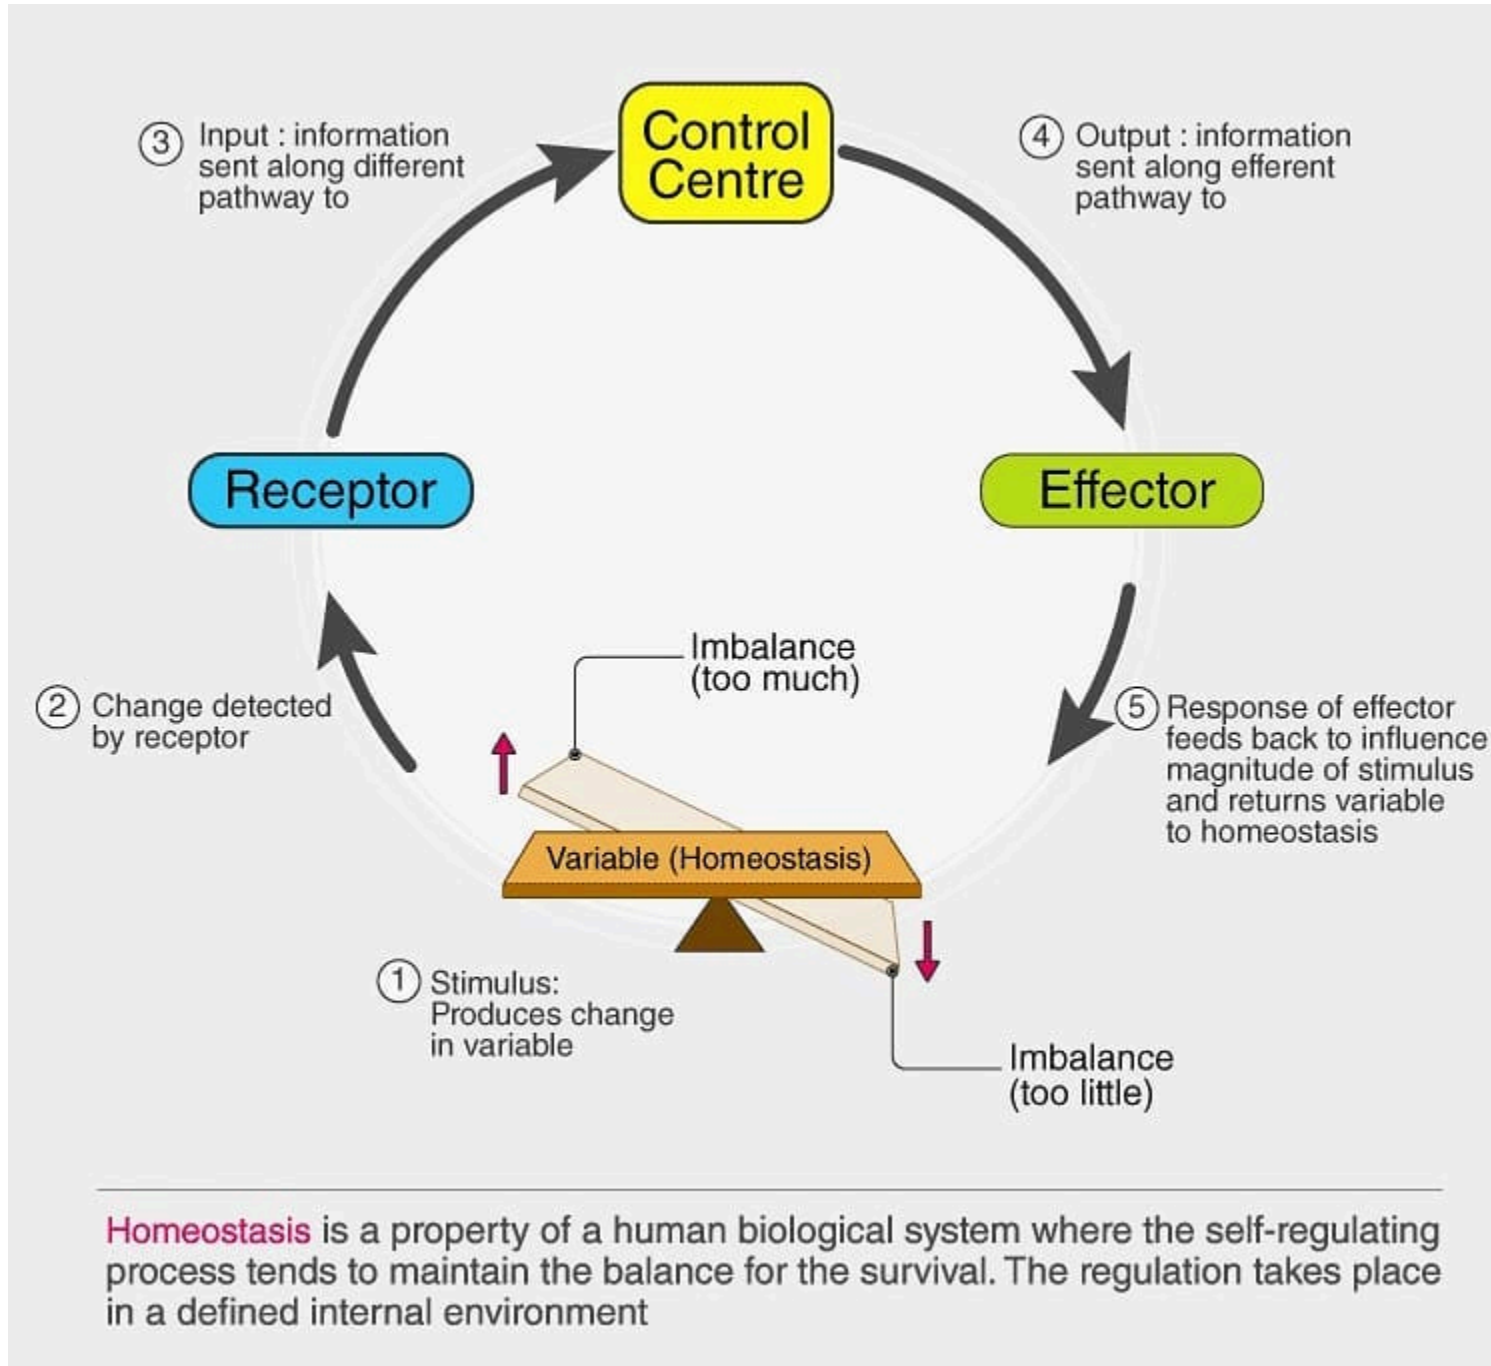 Control
Centre
3 Input : information
sent along different
pathway to
4 Output : information
sent along efferent
pathway to
Receptor
Effector
Imbalance
(too much)
2 Change detected
by receptor
5 Response of effector
feeds back to influence
magnitude of stimulus
and returns variable
to homeostasis
Variable (Homeostasis)
1 Stimulus:
Produces change
in variable
Imbalance
(too little)
Homeostasis is a property of a human biological system where the self-regulating
process tends to maintain the balance for the survival. The regulation takes place
in a defined internal environment